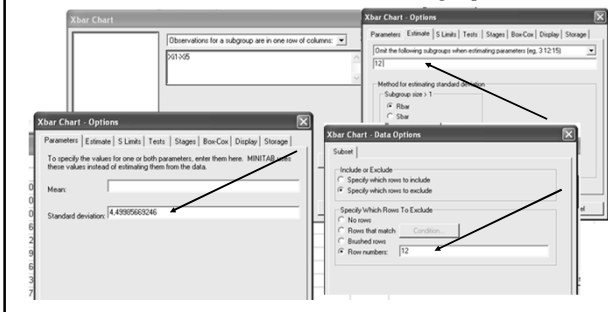 Xbar Chart
Observations for a subgroup are in one row of columns:
X1-X5
Xbar Chart - Options
Parameters Estimate S Limits Tests Stages Box-Cox Display Storage
Omit the following subgroups when estimating parameters (eg, 3 12:15)
12
Method for estimating standard deviation
Subgroup size > 1
Rbar
Sbar
Xbar Chart - Options
Parameters Estimate S Limits Tests Stages Box-Cox Display Storage
To specify the values for one or both parameters, enter them here. MINITAB uses
these values instead of estimating them from the data.
Mean:
Standard deviation: 4,49985669246
Xbar Chart - Data Options
Subset
Include or Exclude
Specify which rows to include
Specify which rows to exclude
Specify Which Rows To Exclude
No rows
Rows that match Condition...
Brushed rows
Row numbers: 12